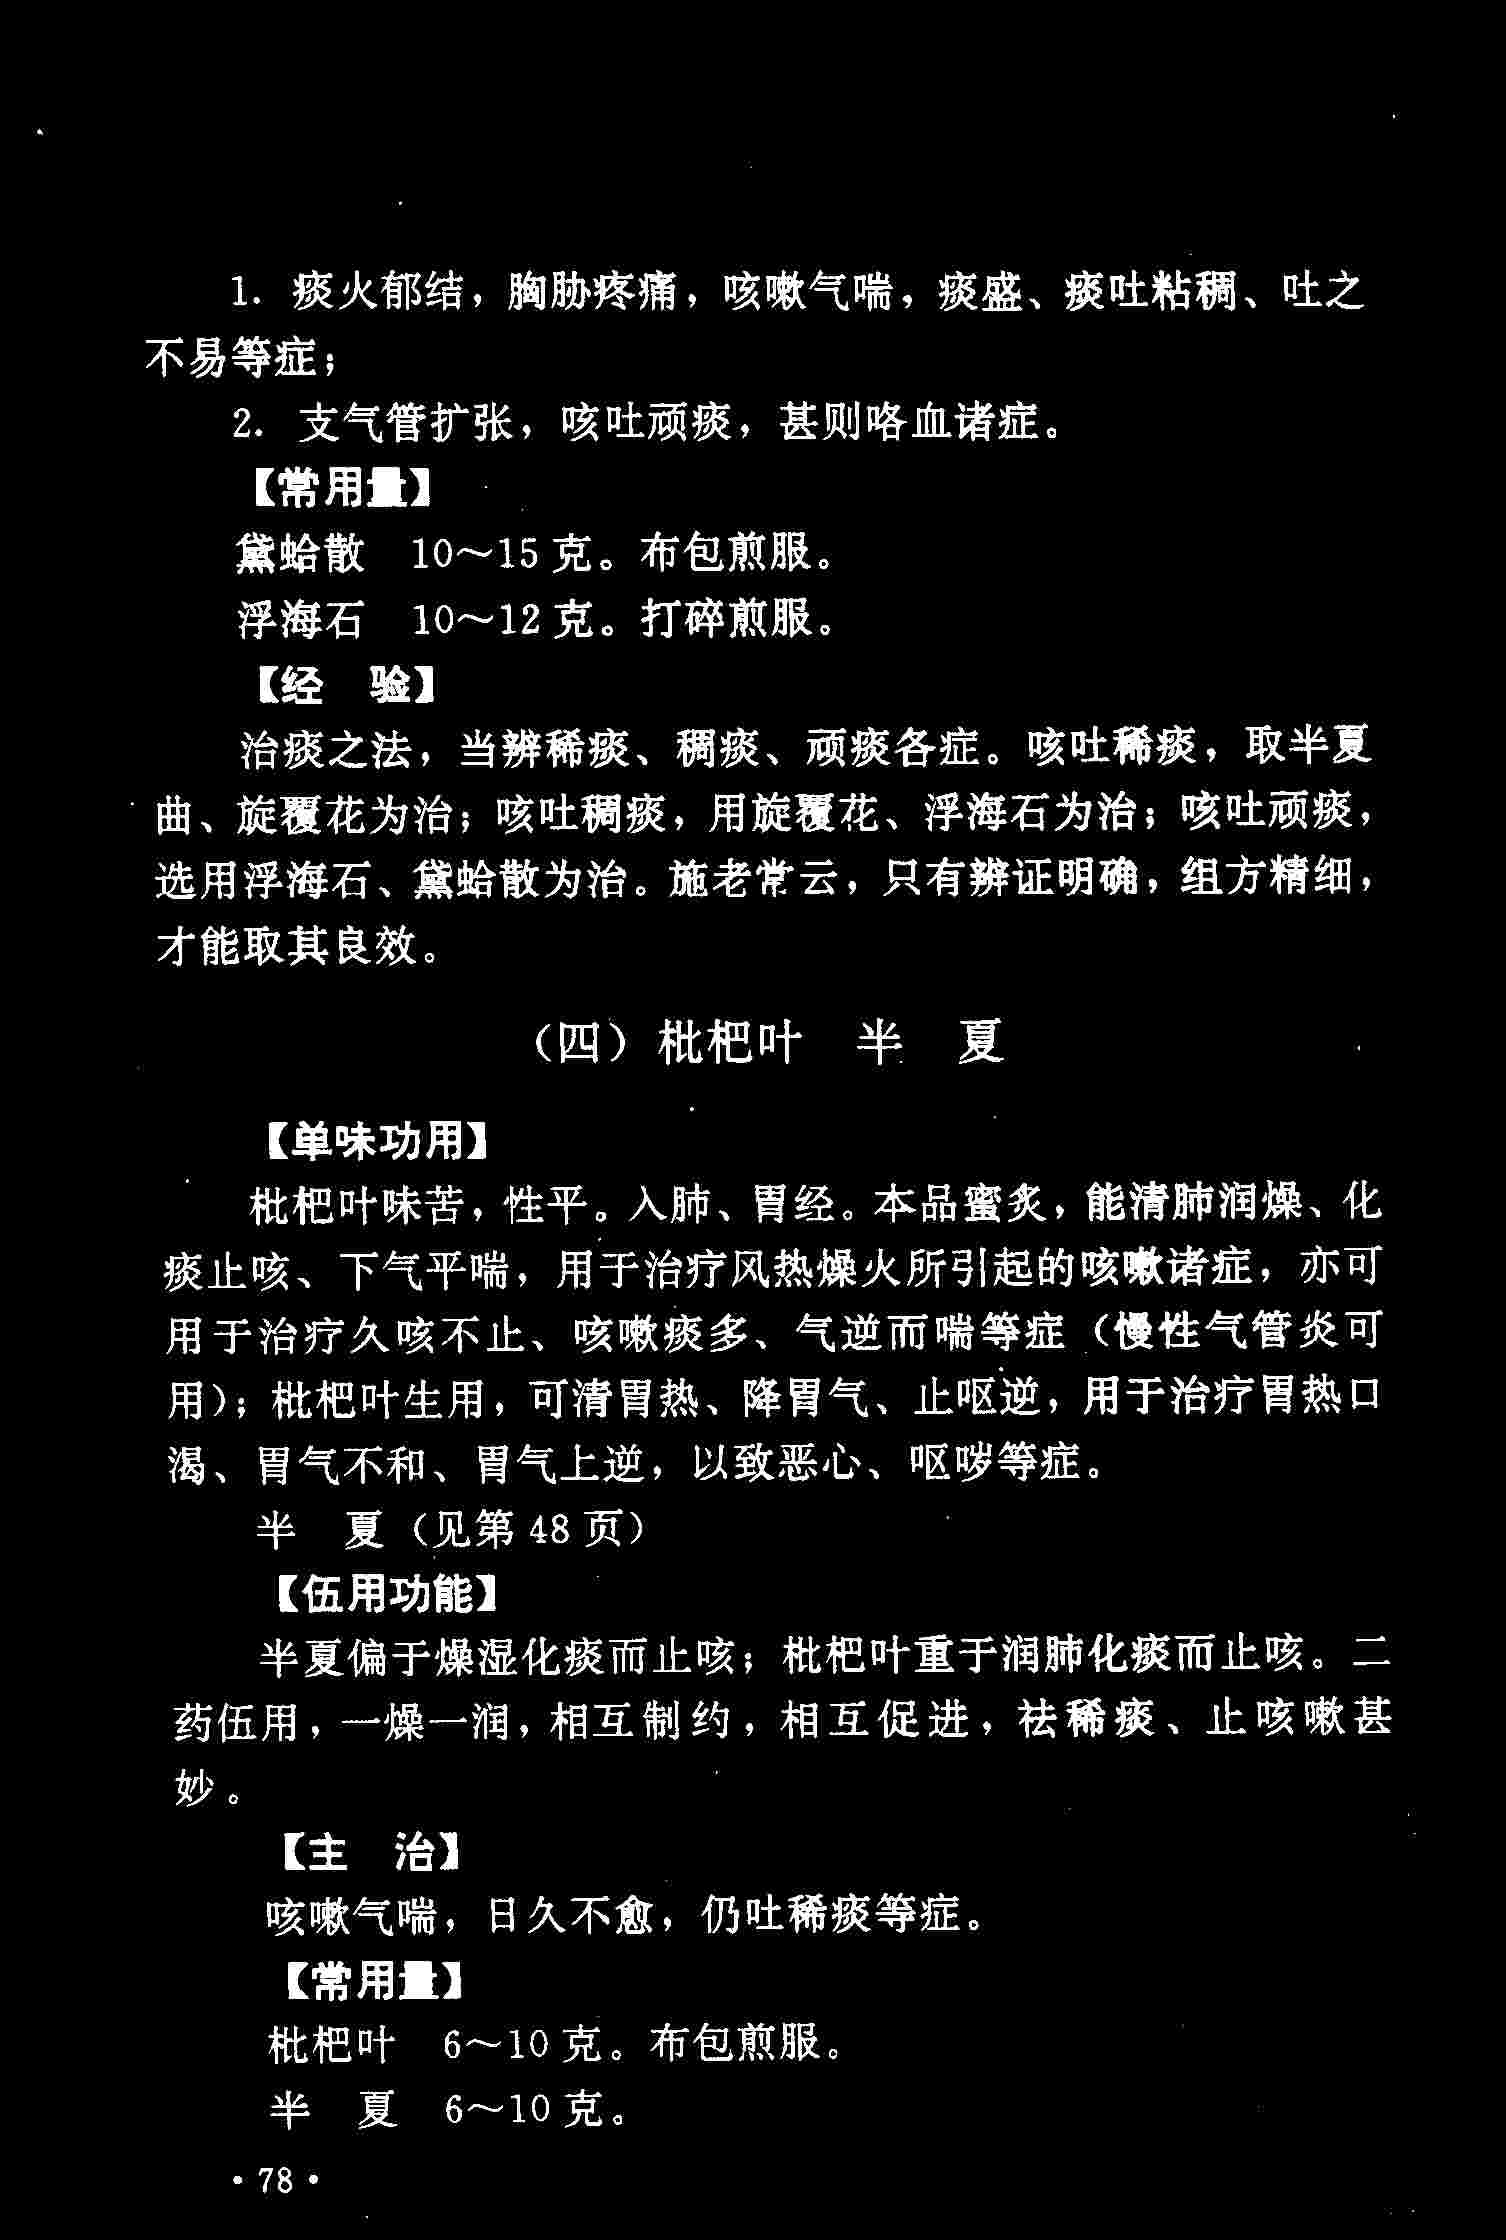 1. 痰火郁结，胸胁疼痛，咳嗽气喘，痰盛、痰吐粘稠、吐之
不易等症；
2. 支气管扩张，咳吐顽痰，甚则咯血诸症。
【常用量】
黛蛤散　10～15克。布包煎服。
浮海石　10～12克。打碎煎服。
【经　验】
治痰之法，当辨稀痰、稠痰、顽痰各症。咳吐稀痰，取半夏
曲、旋覆花为治；咳吐稠痰，用旋覆花、浮海石为治；咳吐顽痰，
选用浮海石、黛蛤散为治。施老常云，只有辨证明确，组方精细，
才能取其良效。
（四）枇杷叶　半　夏
【单味功用】
枇杷叶味苦，性平。入肺、胃经。本品蜜炙，能清肺润燥、化
痰止咳、下气平喘，用于治疗风热燥火所引起的咳嗽诸症，亦可
用于治疗久咳不止、咳嗽痰多、气逆而喘等症（慢性气管炎可
用）；枇杷叶生用，可清胃热、降胃气、止呕逆，用于治疗胃热口
渴、胃气不和、胃气上逆，以致恶心、呕哕等症。
半　夏（见第48页）
【伍用功能】
半夏偏于燥湿化痰而止咳；枇杷叶重于润肺化痰而止咳。二
药伍用，一燥一润，相互制约，相互促进，祛稀痰、止咳嗽甚
妙。
【主　治】
咳嗽气喘，日久不愈，仍吐稀痰等症。
【常用量】
枇杷叶　6～10克。布包煎服。
半　夏　6～10克。
·78·